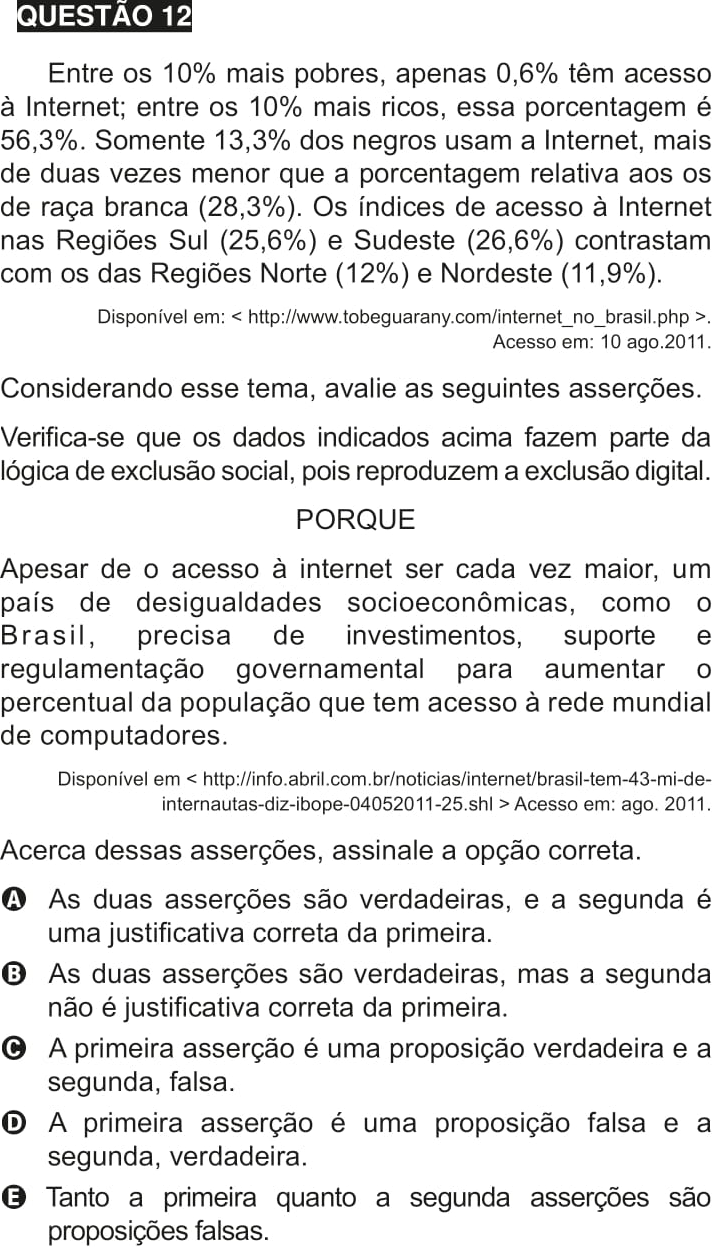 QUESTÃO 12
Entre os 10% mais pobres, apenas 0,6% têm acesso
à Internet; entre os 10% mais ricos, essa porcentagem é
56,3%. Somente 13,3% dos negros usam a Internet, mais
de duas vezes menor que a porcentagem relativa aos os
de raça branca (28,3%). Os índices de acesso à Internet
nas Regiões Sul (25,6%) e Sudeste (26,6%) contrastam
com os das Regiões Norte (12%) e Nordeste (11,9%).
Disponível em: < http://www.tobeguarany.com/internet_no_brasil.php >.
Acesso em: 10 ago.2011.
Considerando esse tema, avalie as seguintes asserções.
Verifica-se que os dados indicados acima fazem parte da
lógica de exclusão social, pois reproduzem a exclusão digital.
PORQUE
Apesar de o acesso à internet ser cada vez maior, um
país de desigualdades socioeconômicas, como o
Brasil, precisa de investimentos, suporte e
regulamentação governamental para aumentar o
percentual da população que tem acesso à rede mundial
de computadores.
Disponível em < http://info.abril.com.br/noticias/internet/brasil-tem-43-mi-de-
internautas-diz-ibope-04052011-25.shl > Acesso em: ago. 2011.
Acerca dessas asserções, assinale a opção correta.
A As duas asserções são verdadeiras, e a segunda é
uma justificativa correta da primeira.
B As duas asserções são verdadeiras, mas a segunda
não é justificativa correta da primeira.
C A primeira asserção é uma proposição verdadeira e a
segunda, falsa.
D A primeira asserção é uma proposição falsa e a
segunda, verdadeira.
E Tanto a primeira quanto a segunda asserções são
proposições falsas.